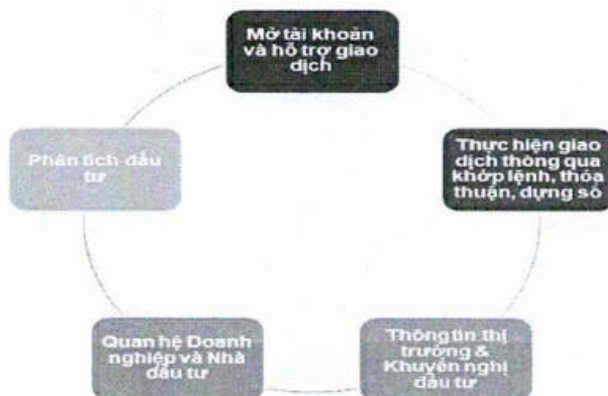 Mở tài khoản
và hỗ trợ giao
dịch
Thực hiện giao
dịch thông qua
khớp lệnh, thỏa
thuận, dựng sổ
Thông tin thị
trường &
Khuyến nghị
đầu tư
Quan hệ Doanh
nghiệp và Nhà
đầu tư
Phân tích đầu
tư